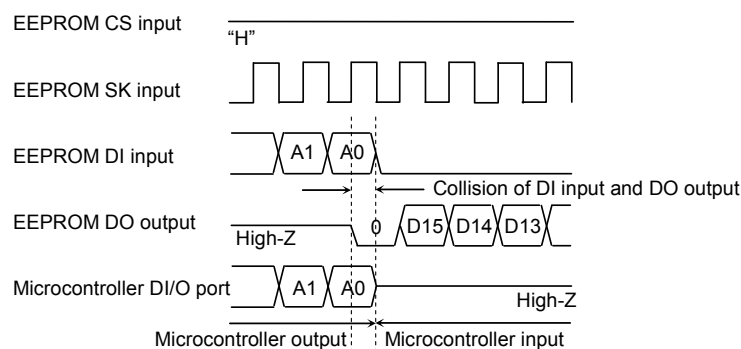 EEPROM CS input
“H”
EEPROM SK input
EEPROM DI input
A1 A0
Collision of DI input and DO output
EEPROM DO output
High-Z
0 D15 D14 D13
Microcontroller DI/O port
A1 A0
High-Z
Microcontroller output Microcontroller input